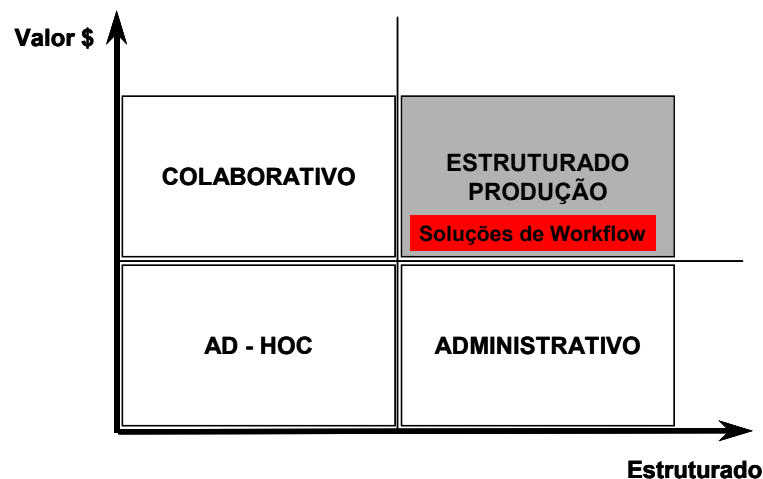 Valor $
COLABORATIVO
ESTRUTURADO
PRODUÇÃO
Soluções de Workflow
AD - HOC
ADMINISTRATIVO
Estruturado